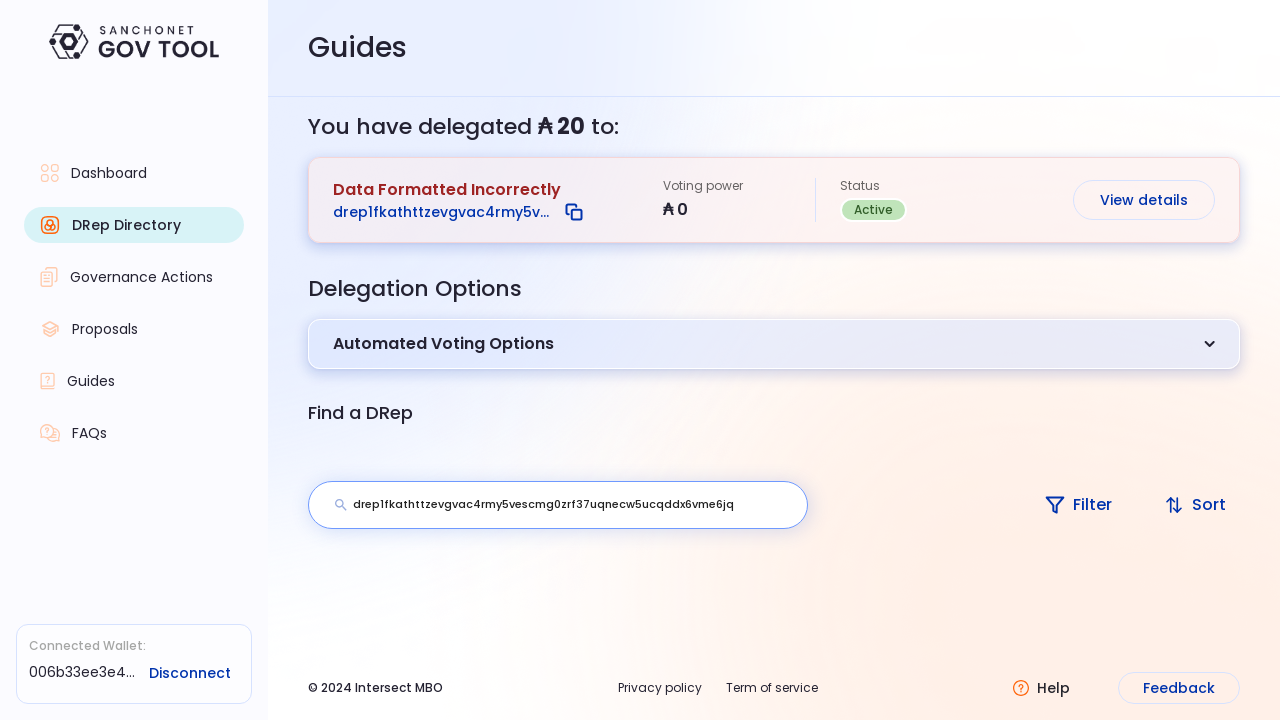 SANCHONET
GOV TOOL
Dashboard
DRep Directory
Governance Actions
Proposals
Guides
FAQs
Connected Wallet:
006b33ee3e4...
Disconnect
Guides
You have delegated ₳ 20 to:
Data Formatted Incorrectly
drep1fkathttzevgvac4rmy5v...
Voting power
₳ 0
Status
Active
View details
Delegation Options
Automated Voting Options
Find a DRep
drep1fkathttzevgvac4rmy5vescmg0zrf37uqnecw5ucqddx6vme6jq
Filter
Sort
© 2024 Intersect MBO
Privacy policy
Term of service
Help
Feedback